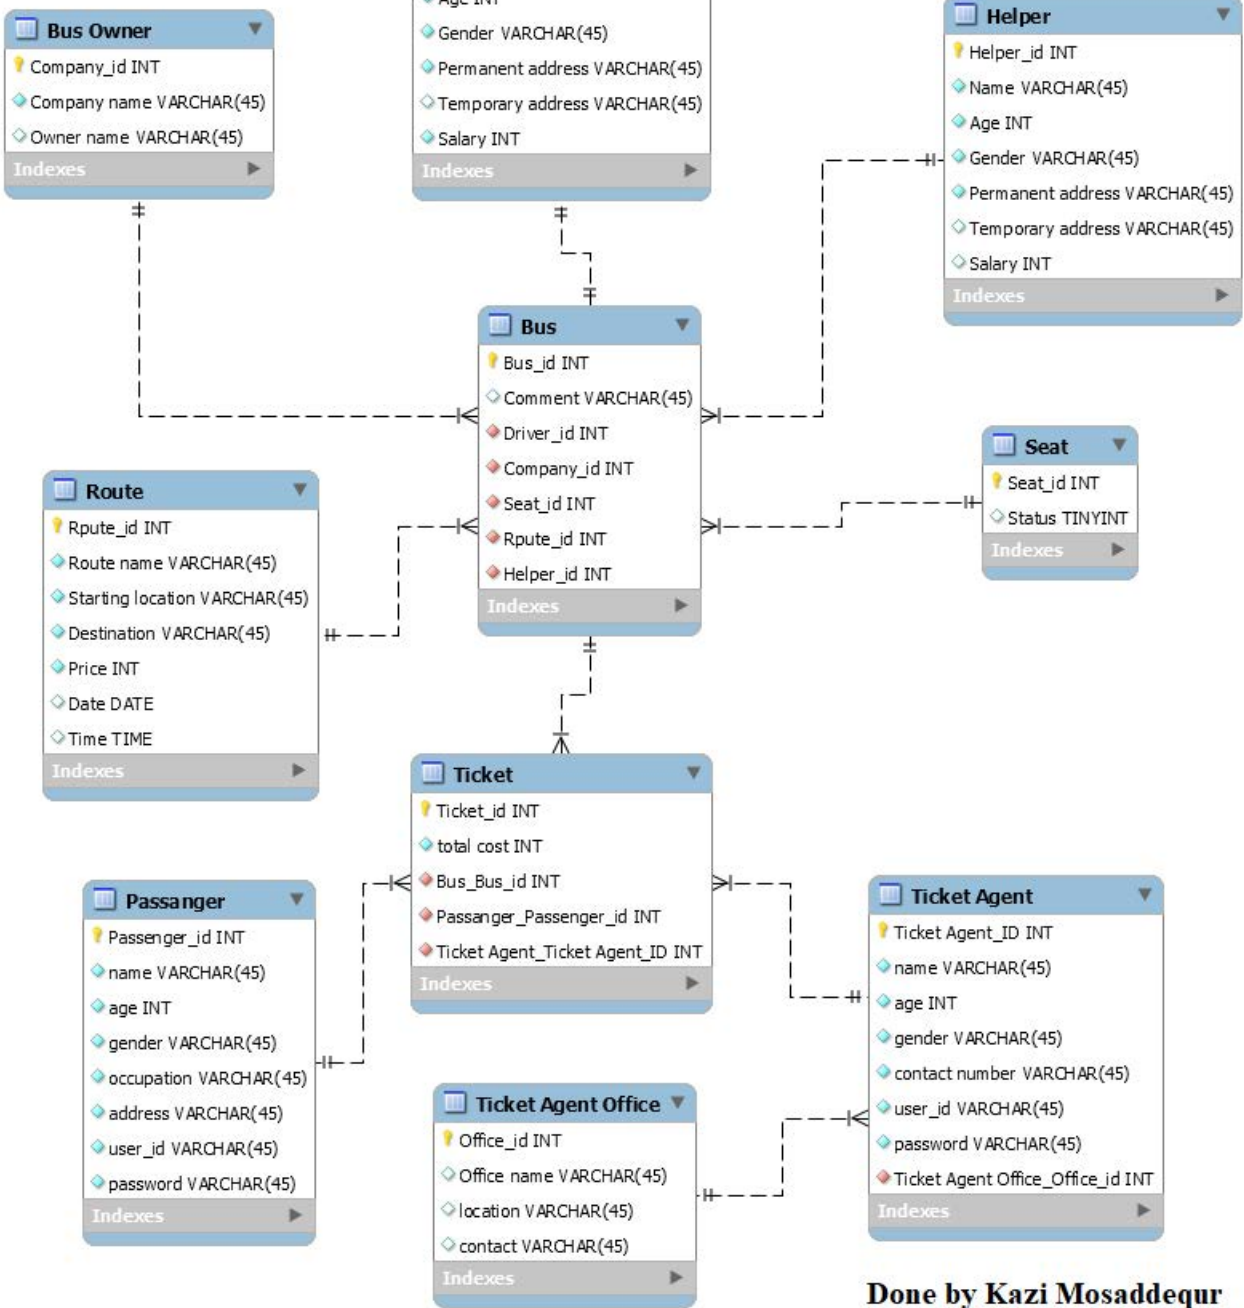 Bus Owner
Company_id INT
Company name VARCHAR(45)
Owner name VARCHAR(45)
Indexes
Age INT
Gender VARCHAR(45)
Permanent address VARCHAR(45)
Temporary address VARCHAR(45)
Salary INT
Indexes
Helper
Helper_id INT
Name VARCHAR(45)
Age INT
Gender VARCHAR(45)
Permanent address VARCHAR(45)
Temporary address VARCHAR(45)
Salary INT
Indexes
Bus
Bus_id INT
Comment VARCHAR(45)
Driver_id INT
Company_id INT
Seat_id INT
Rpute_id INT
Helper_id INT
Indexes
Seat
Seat_id INT
Status TINYINT
Indexes
Route
Rpute_id INT
Route name VARCHAR(45)
Starting location VARCHAR(45)
Destination VARCHAR(45)
Price INT
Date DATE
Time TIME
Indexes
Ticket
Ticket_id INT
total cost INT
Bus_Bus_id INT
Passanger_Passenger_id INT
Ticket Agent_Ticket Agent_ID INT
Indexes
Passanger
Passenger_id INT
name VARCHAR(45)
age INT
gender VARCHAR(45)
occupation VARCHAR(45)
address VARCHAR(45)
user_id VARCHAR(45)
password VARCHAR(45)
Indexes
Ticket Agent
Ticket Agent_ID INT
name VARCHAR(45)
age INT
gender VARCHAR(45)
contact number VARCHAR(45)
user_id VARCHAR(45)
password VARCHAR(45)
Ticket Agent Office_Office_id INT
Indexes
Ticket Agent Office
Office_id INT
Office name VARCHAR(45)
location VARCHAR(45)
contact VARCHAR(45)
Indexes
Done by Kazi Mosaddequr